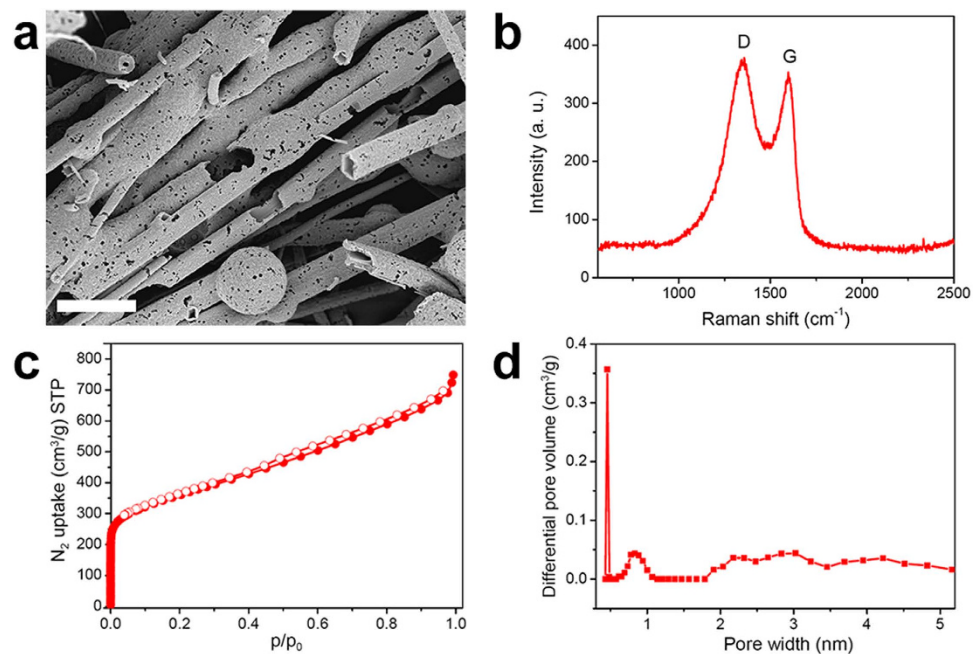 a
b
D
G
400
300
200
100
0
Intensity (a. u.)
1000
1500
2000
2500
Raman shift (cm⁻¹)
c
800
700
600
500
400
300
200
100
0
N₂ uptake (cm³/g) STP
0.0
0.2
0.4
0.6
0.8
1.0
p/p₀
d
0.4
0.3
0.2
0.1
0.0
Differential pore volume (cm³/g)
1
2
3
4
5
Pore width (nm)